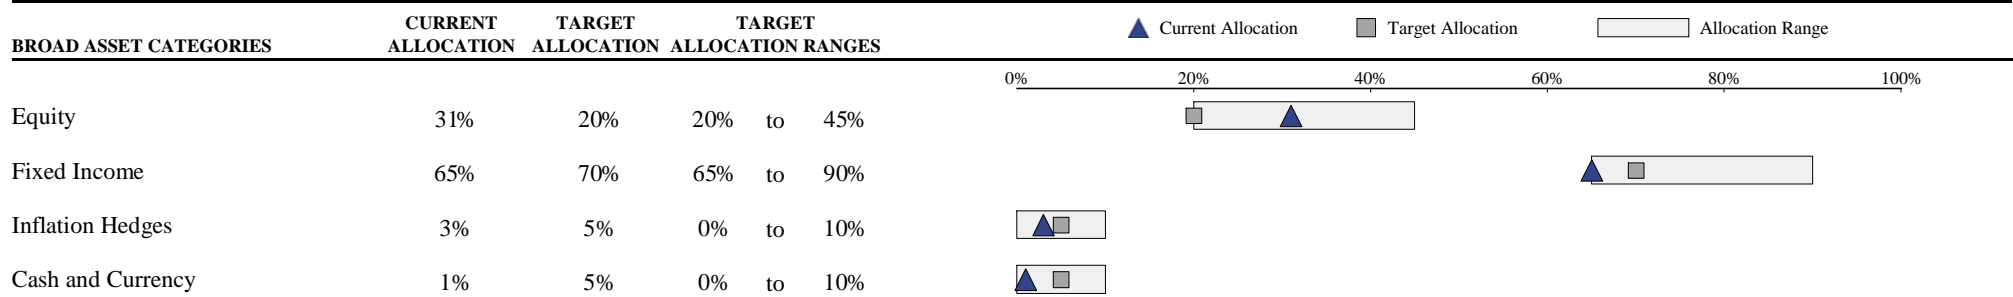 CURRENT TARGET TARGET
BROAD ASSET CATEGORIES ALLOCATION ALLOCATION ALLOCATION RANGES
Current Allocation Target Allocation Allocation Range
0% 20% 40% 60% 80% 100%
Equity 31% 20% 20% to 45%
Fixed Income 65% 70% 65% to 90%
Inflation Hedges 3% 5% 0% to 10%
Cash and Currency 1% 5% 0% to 10%